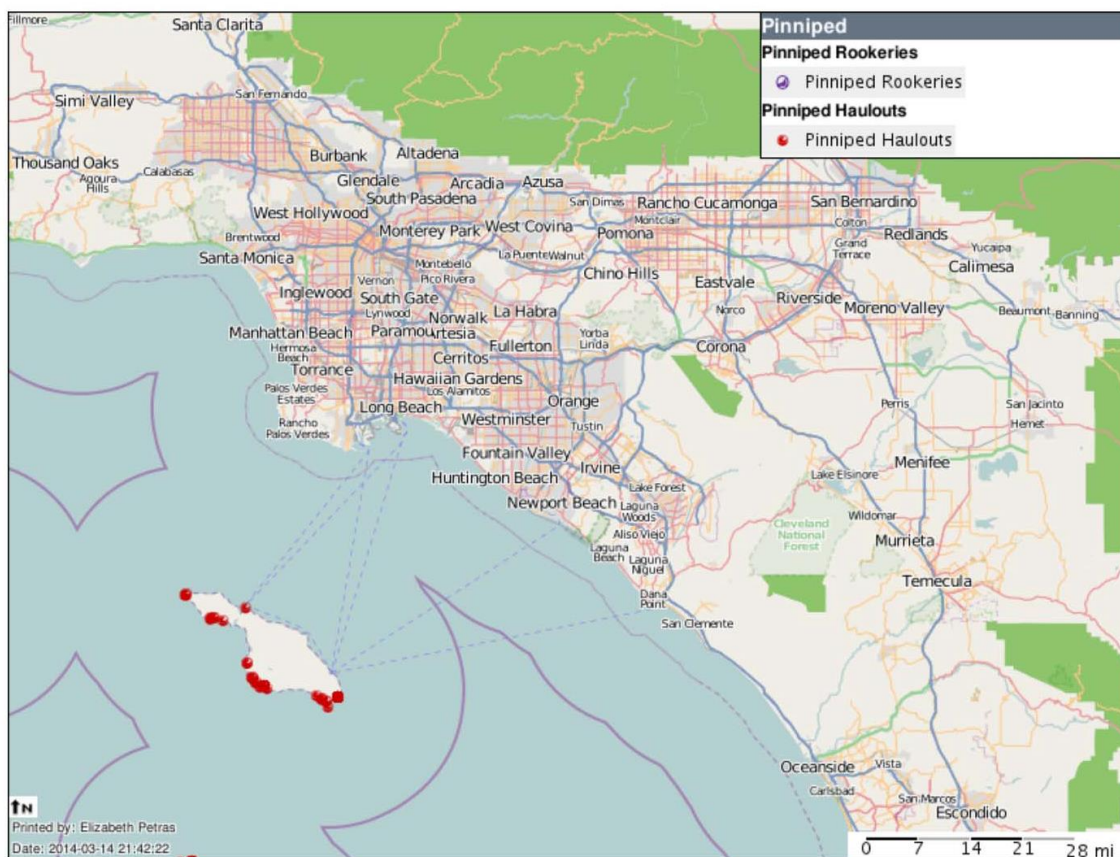 Fillmore
Santa Clarita
Pinniped
Pinniped Rookeries
Pinniped Rookeries
Pinniped Haulouts
Pinniped Haulouts
Simi Valley
San Fernando
Thousand Oaks
Agoura
Hills
Calabasas
Burbank
Altadena
Glendale
Arcadia
Azusa
South Pasadena
San Dimas
Rancho Cucamonga
San Bernardino
West Hollywood
Monterey Park
West Covina
Montclair
Pomona
Colton
Redlands
Brentwood
Santa Monica
Montebello
La Puente
Walnut
Grand
Terrace
Yucaipa
Calimesa
Vernon
Pico Rivera
Chino Hills
Eastvale
Inglewood
South Gate
Lynwood
Norwalk
La Habra
Norco
Riverside
Moreno Valley
Beaumont
Banning
Manhattan Beach
Paramou
rtesia
Yorba
Linda
Hermosa
Beach
Fullerton
Corona
Cerritos
Torrance
Hawaiian Gardens
Los Alamitos
Palos Verdes
Estates
Long Beach
Orange
Perris
San Jacinto
Rancho
Palos Verdes
Westminster
Tustin
Hemet
Fountain Valley
Irvine
Menifee
Huntington Beach
Lake Elsinore
Lake Forest
Newport Beach
Laguna
Woods
Wildomar
Cleveland
National
Forest
Aliso Viejo
Murrieta
Laguna
Beach
Laguna
Niguel
Temecula
Dana
Point
San Clemente
Oceanside
Vista
Carlsbad
San Marcos
Escondido
N
Printed by: Elizabeth Petras
Date: 2014-03-14 21:42:22
0 7 14 21 28 mi